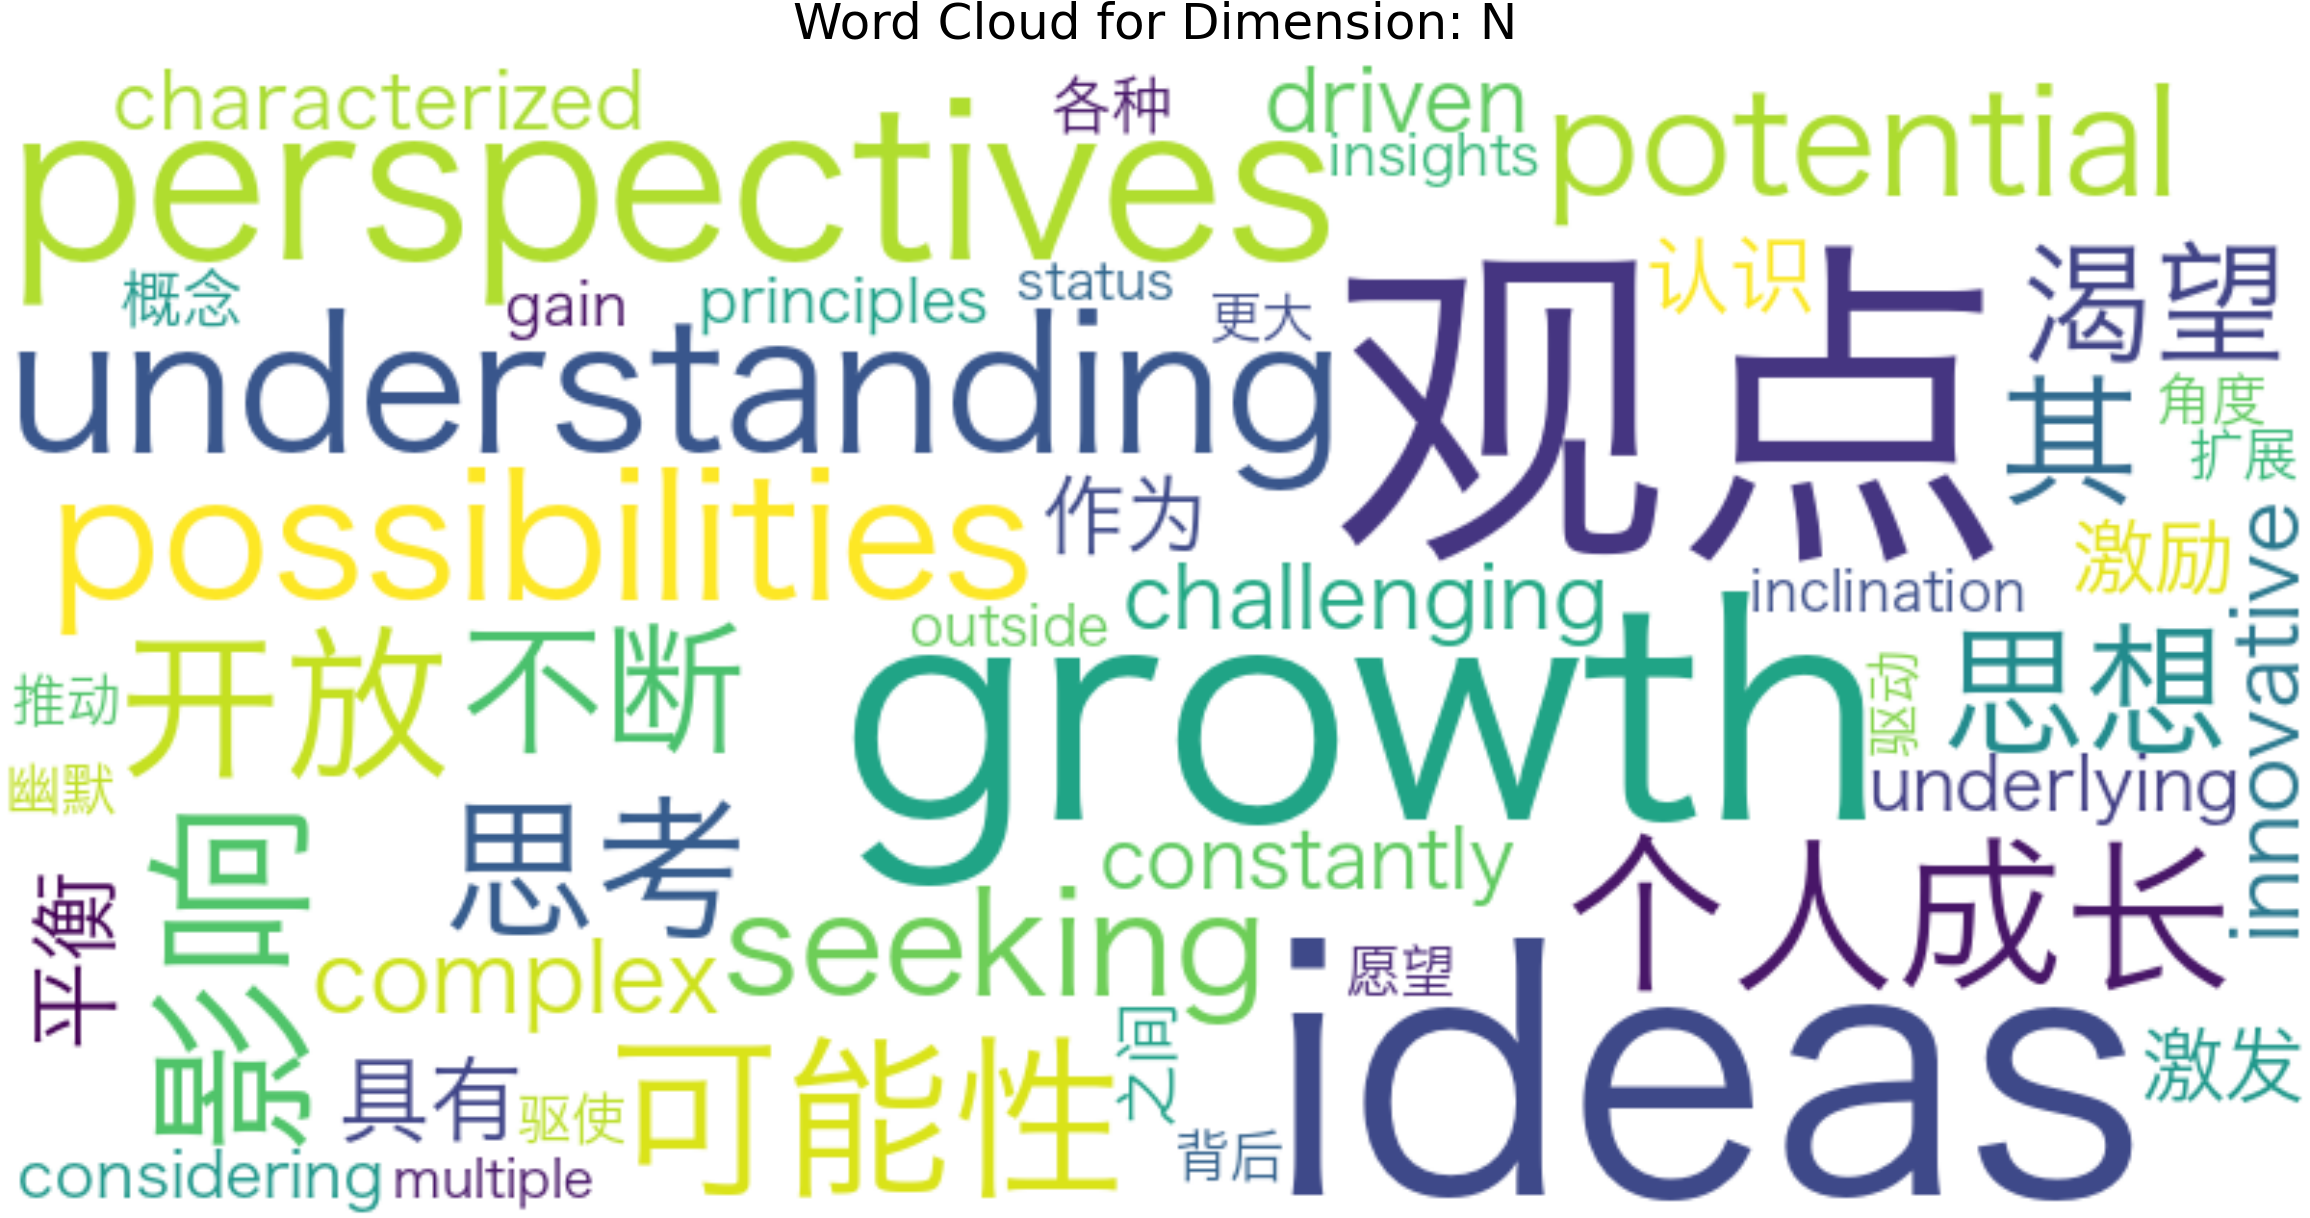 Word Cloud for Dimension: N
characterized
各种
driven
insights
potential
perspectives
概念
gain
principles
status
更大
认识
渴望
understanding
观点
其
角度
扩展
possibilities
作为
激励
innovative
challenging
inclination
outside
开放
不断
推动
growth
驱动
思想
underlying
幽默
影响
思考
constantly
个人成长
平衡
complex
seeking
愿望
ideas
具有
驱使
可能性
之间
背后
激发
considering
multiple